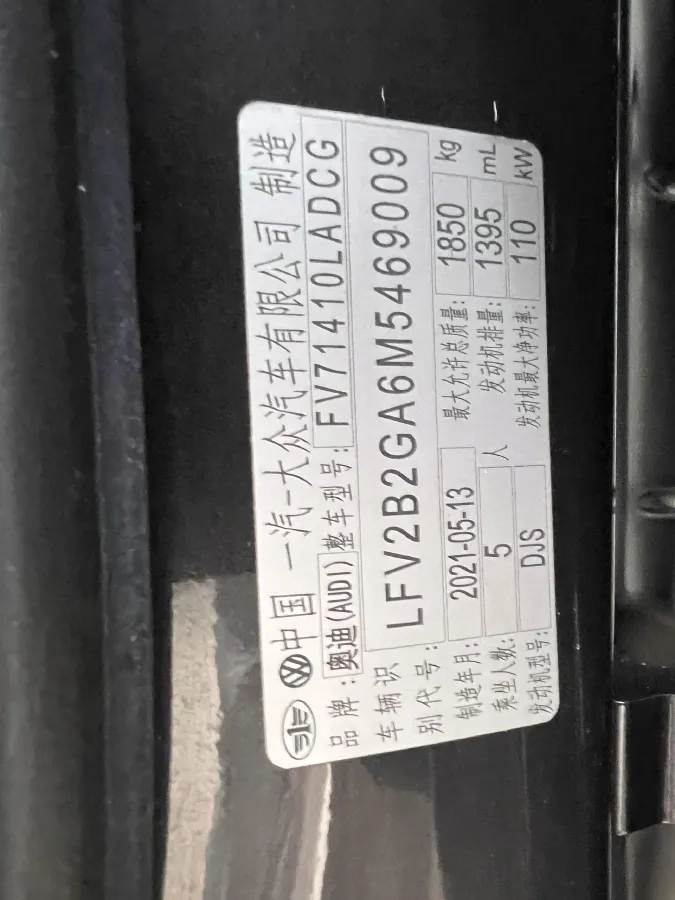 中国 一汽-大众汽车有限公司 制造
品牌:奥迪(AUDI) 整车型号:FV71410LADCG
车辆识别代号:LFV2B2GA6M5469009
制造年月:2021-05-13 最大允许总质量:1850 kg
乘坐人数:5 人 发动机排量:1395 mL
发动机型号:DJS 发动机最大净功率:110 kW